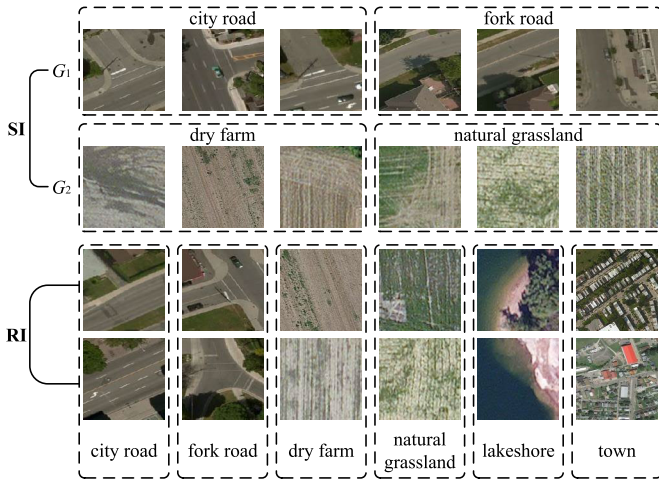 city road
fork road
G1
SI
dry farm
natural grassland
G2
RI
city road
fork road
dry farm
natural
grassland
lakeshore
town